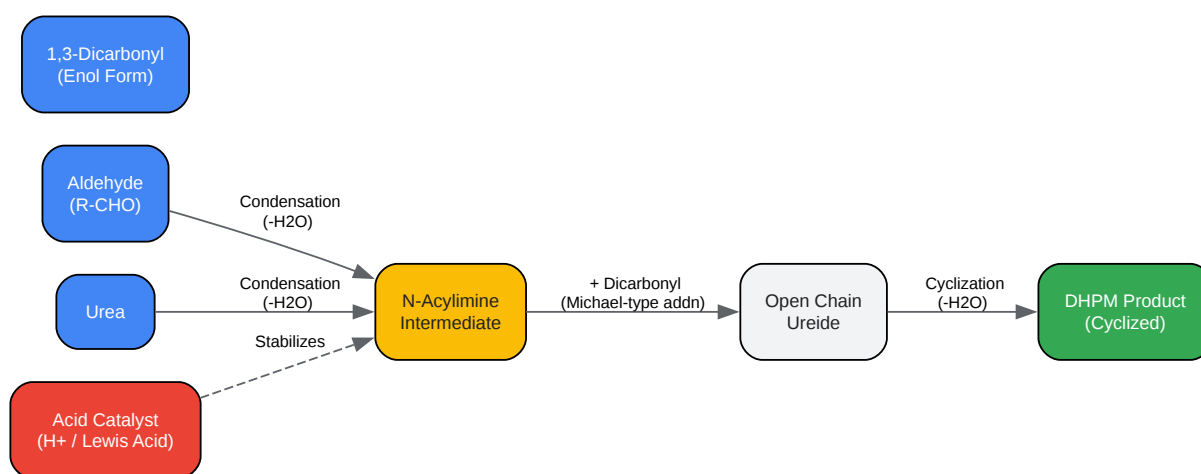 1,3-Dicarbonyl
(Enol Form)
Aldehyde
(R-CHO)
Condensation
(-H2O)
Urea
Condensation
(-H2O)
Stabilizes
Acid Catalyst
(H+ / Lewis Acid)
N-Acylimine
Intermediate
+ Dicarbonyl
(Michael-type addn)
Open Chain
Ureide
Cyclization
(-H2O)
DHPM Product
(Cyclized)